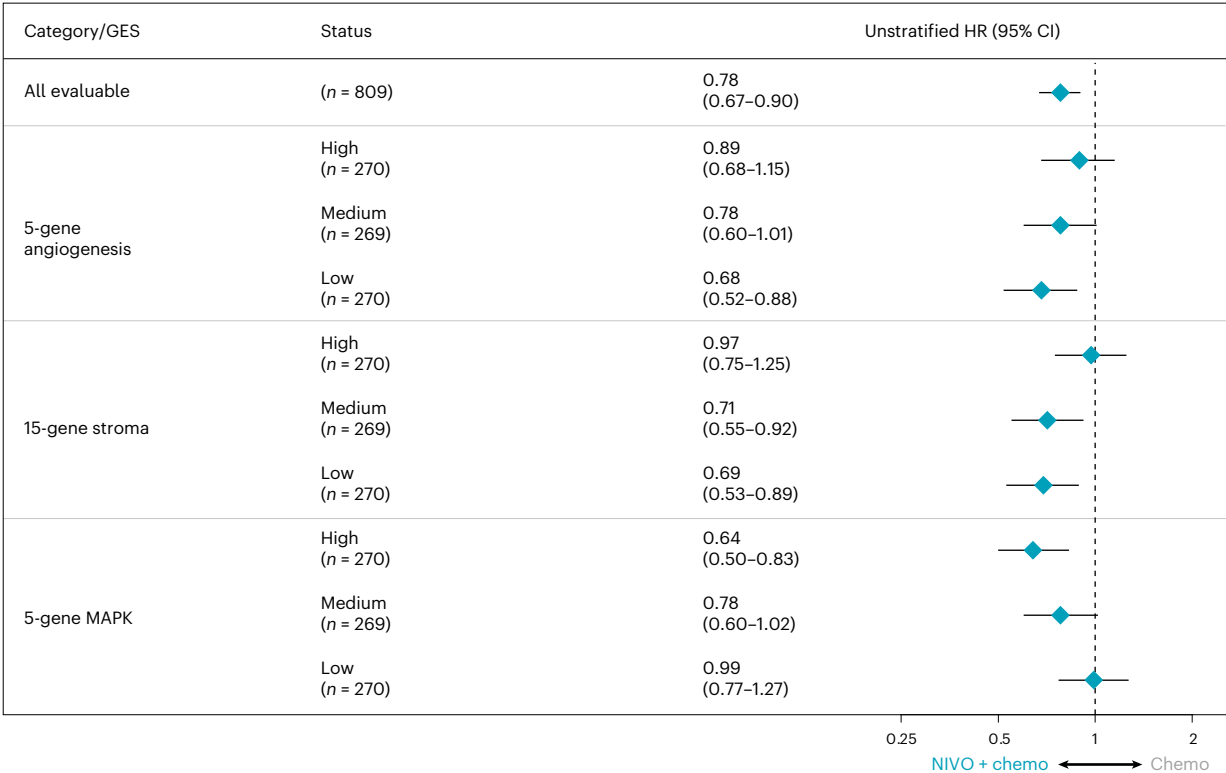 Category/GES Status Unstratified HR (95% CI)
All evaluable (n = 809) 0.78
(0.67–0.90)
5-gene
angiogenesis
High 0.89
(n = 270) (0.68–1.15)
Medium 0.78
(n = 269) (0.60–1.01)
Low 0.68
(n = 270) (0.52–0.88)
15-gene stroma
High 0.97
(n = 270) (0.75–1.25)
Medium 0.71
(n = 269) (0.55–0.92)
Low 0.69
(n = 270) (0.53–0.89)
5-gene MAPK
High 0.64
(n = 270) (0.50–0.83)
Medium 0.78
(n = 269) (0.60–1.02)
Low 0.99
(n = 270) (0.77–1.27)
0.25 0.5 1 2
NIVO + chemo Chemo